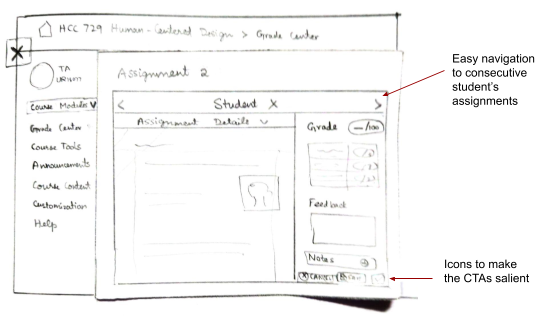 HCC 729 Human-Centered Design > Grade Center
X
TA
Assignment 2
Course Modules V
Grade Center
Course Tools
Announcements
Course Content
Customization
Help
< Student X >
Assignment Details
Grade -/100
Feedback
Notes
CANCEL
Easy navigation
to consecutive
student's
assignments
Icons to make
the CTAs salient